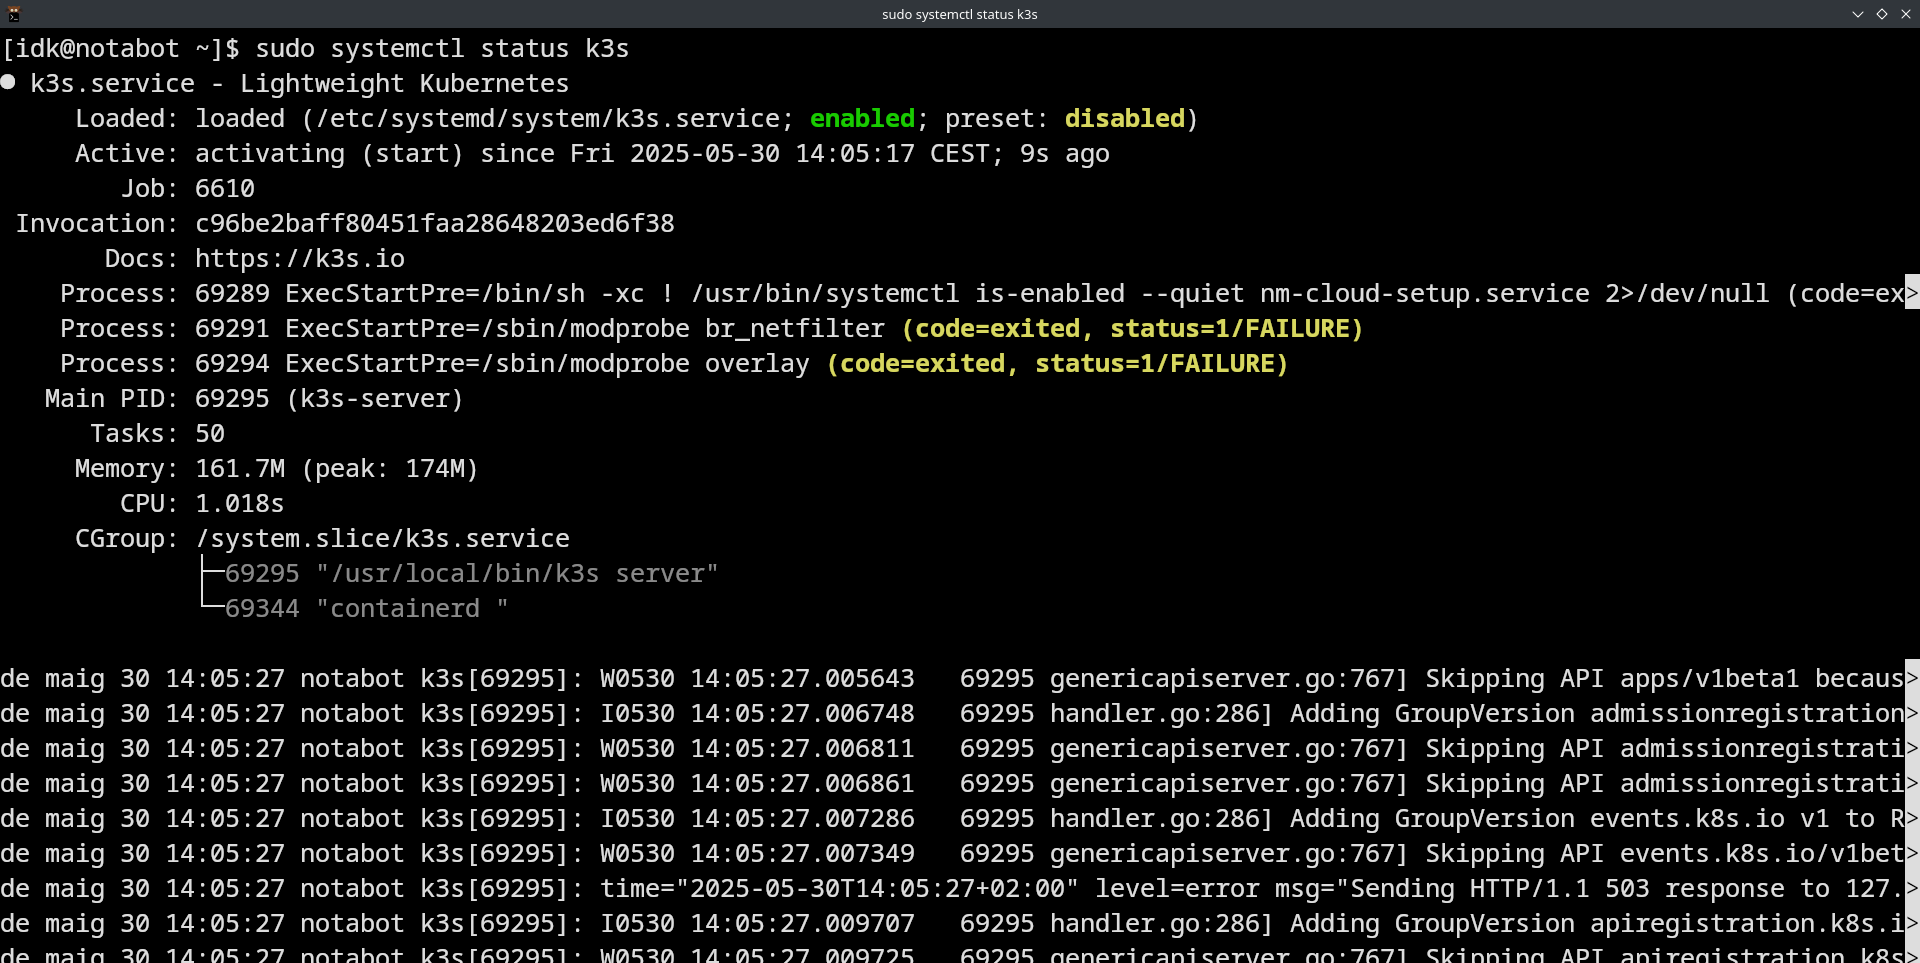 sudo systemctl status k3s
[idk@notabot ~]$ sudo systemctl status k3s
● k3s.service - Lightweight Kubernetes
Loaded: loaded (/etc/systemd/system/k3s.service; enabled; preset: disabled)
Active: activating (start) since Fri 2025-05-30 14:05:17 CEST; 9s ago
Job: 6610
Invocation: c96be2baff80451faa28648203ed6f38
Docs: https://k3s.io
Process: 69289 ExecStartPre=/bin/sh -xc ! /usr/bin/systemctl is-enabled --quiet nm-cloud-setup.service 2>/dev/null (code=ex>
Process: 69291 ExecStartPre=/sbin/modprobe br_netfilter (code=exited, status=1/FAILURE)
Process: 69294 ExecStartPre=/sbin/modprobe overlay (code=exited, status=1/FAILURE)
Main PID: 69295 (k3s-server)
Tasks: 50
Memory: 161.7M (peak: 174M)
CPU: 1.018s
CGroup: /system.slice/k3s.service
├─69295 "/usr/local/bin/k3s server"
└─69344 "containerd "
de maig 30 14:05:27 notabot k3s[69295]: W0530 14:05:27.005643   69295 genericapiserver.go:767] Skipping API apps/v1beta1 becaus>
de maig 30 14:05:27 notabot k3s[69295]: I0530 14:05:27.006748   69295 handler.go:286] Adding GroupVersion admissionregistration>
de maig 30 14:05:27 notabot k3s[69295]: W0530 14:05:27.006811   69295 genericapiserver.go:767] Skipping API admissionregistrati>
de maig 30 14:05:27 notabot k3s[69295]: W0530 14:05:27.006861   69295 genericapiserver.go:767] Skipping API admissionregistrati>
de maig 30 14:05:27 notabot k3s[69295]: I0530 14:05:27.007286   69295 handler.go:286] Adding GroupVersion events.k8s.io v1 to R>
de maig 30 14:05:27 notabot k3s[69295]: W0530 14:05:27.007349   69295 genericapiserver.go:767] Skipping API events.k8s.io/v1bet>
de maig 30 14:05:27 notabot k3s[69295]: time="2025-05-30T14:05:27+02:00" level=error msg="Sending HTTP/1.1 503 response to 127.>
de maig 30 14:05:27 notabot k3s[69295]: I0530 14:05:27.009707   69295 handler.go:286] Adding GroupVersion apiregistration.k8s.i>
de maig 30 14:05:27 notabot k3s[69295]: W0530 14:05:27.009725   69295 genericapiserver.go:767] Skipping API apiregistration.k8s>